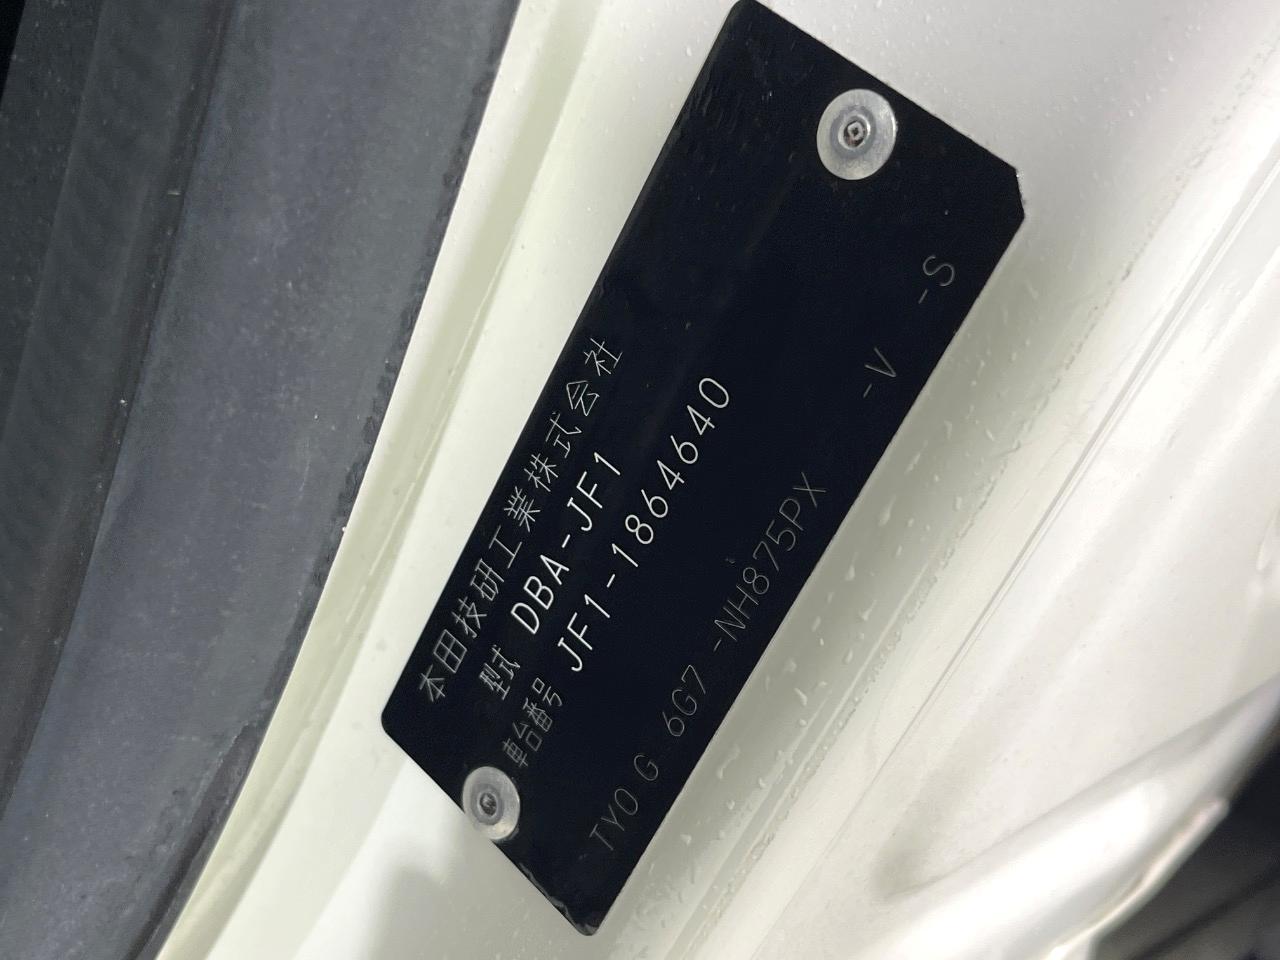 本田技研工業株式会社
型式 DBA-JF1
車台番号 JF1-1864640
TYO G 6G7 -NH875PX -V -S